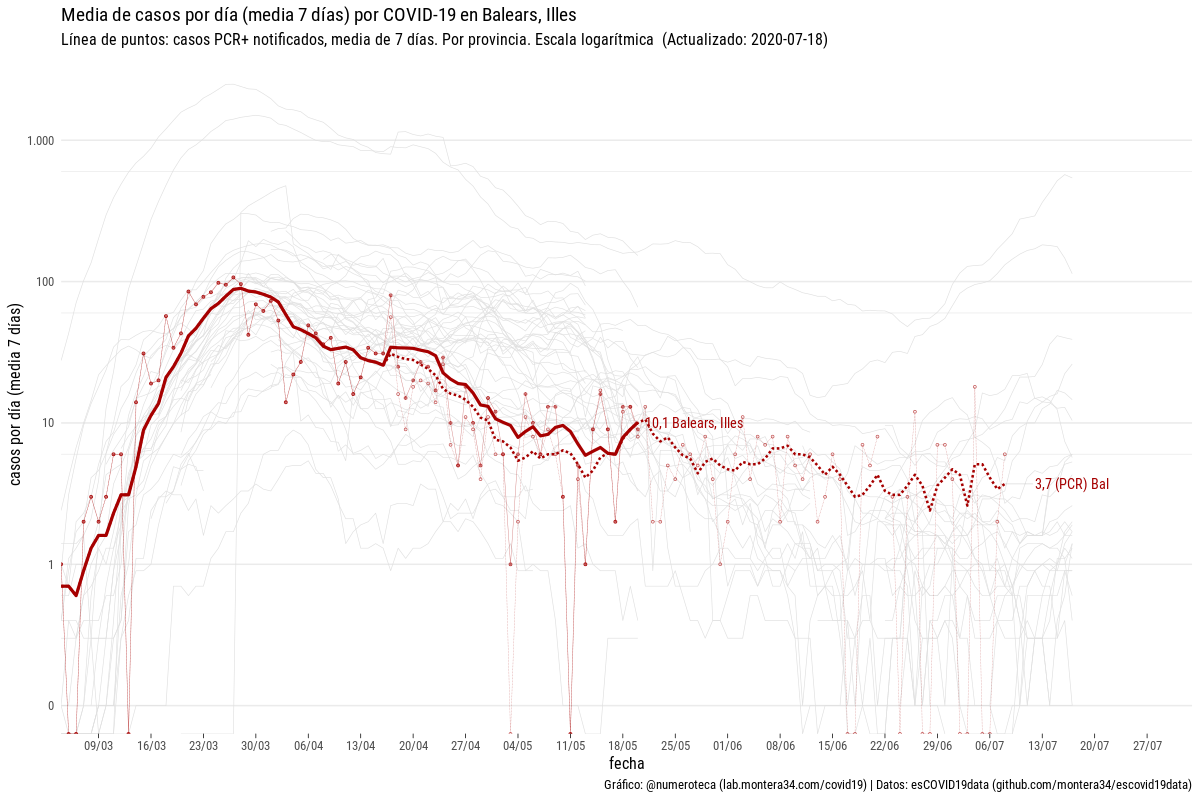 Media de casos por día (media 7 días) por COVID-19 en Balears, Illes
Línea de puntos: casos PCR+ notificados, media de 7 días. Por provincia. Escala logarítmica (Actualizado: 2020-07-18)
casos por día (media 7 días)
1.000
100
10
1
0
10,1 Balears, Illes
3,7 (PCR) Bal
09/03 16/03 23/03 30/03 06/04 13/04 20/04 27/04 04/05 11/05 18/05 25/05 01/06 08/06 15/06 22/06 29/06 06/07 13/07 20/07 27/07
fecha
Gráfico: @numeroteca (lab.montera34.com/covid19) | Datos: esCOVID19data (github.com/montera34/escovid19data)